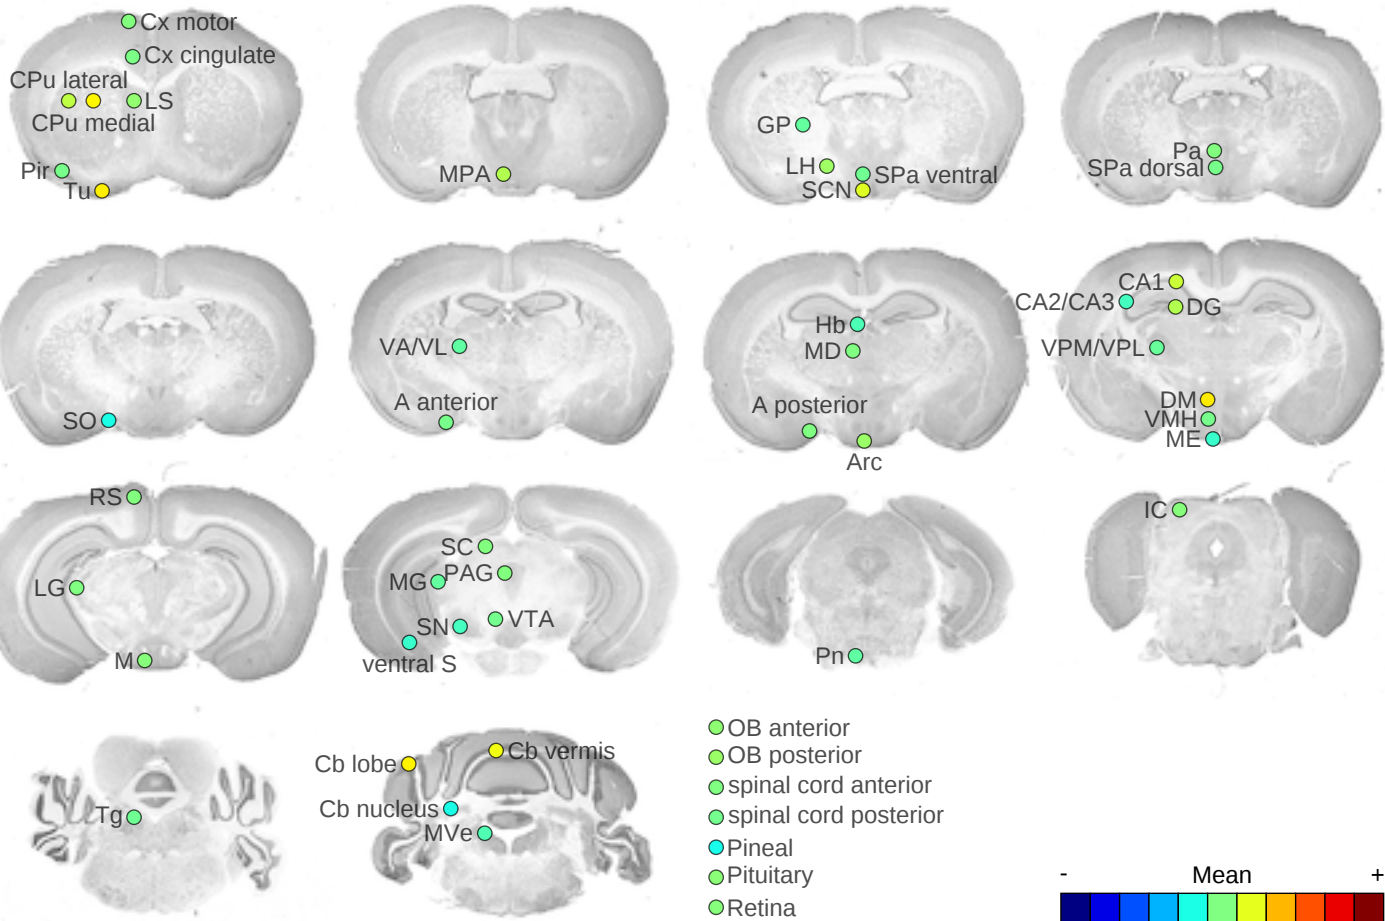 Cx motor
Cx cingulate
CPu lateral
LS
CPu medial
Pir
Tu
MPA
GP
LH
SPa ventral
SCN
Pa
SPa dorsal
SO
VA/VL
A anterior
Hb
MD
A posterior
Arc
CA1
CA2/CA3
DG
VPM/VPL
DM
VMH
ME
RS
LG
M
SC
MG
PAG
SN
VTA
ventral S
Pn
IC
Tg
Cb lobe
Cb vermis
Cb nucleus
MVe
OB anterior
OB posterior
spinal cord anterior
spinal cord posterior
Pineal
Pituitary
Retina
- Mean +